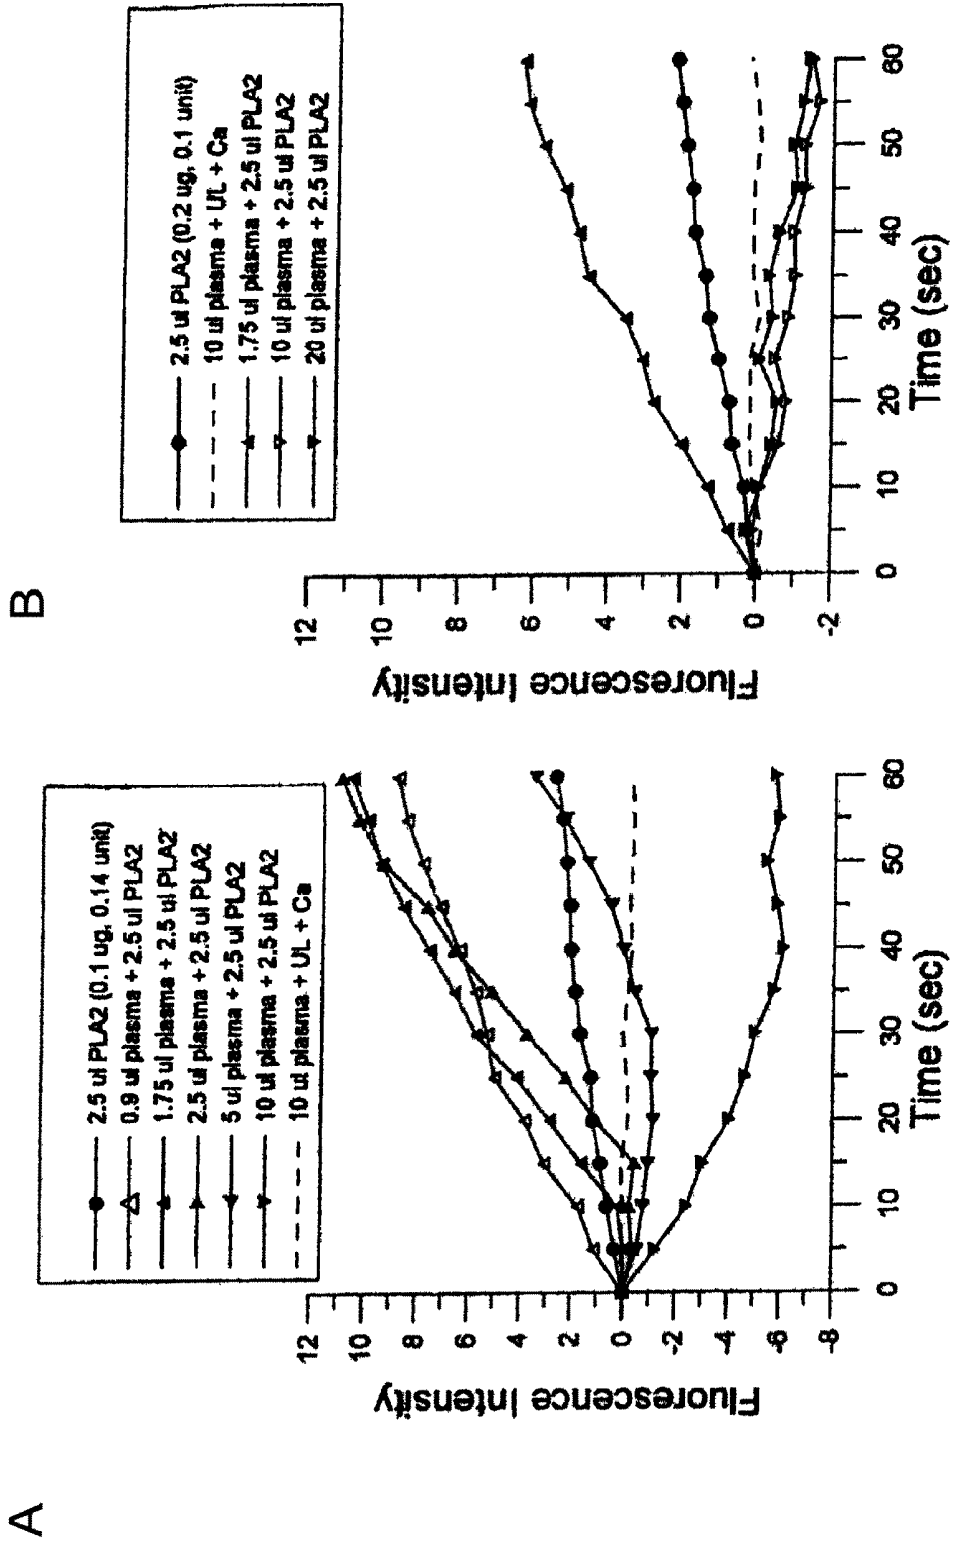 A
2.5 ul PLA2 (0.1 ug, 0.14 unit)
0.9 ul plasma + 2.5 ul PLA2
1.75 ul plasma + 2.5 ul PLA2
2.5 ul plasma + 2.5 ul PLA2
5 ul plasma + 2.5 ul PLA2
10 ul plasma + 2.5 ul PLA2
10 ul plasma + UL + Ca
Fluorescence Intensity
12
10
8
6
4
2
0
-2
-4
-6
-8
0 10 20 30 40 50 60
Time (sec)
B
2.5 ul PLA2 (0.2 ug, 0.1 unit)
10 ul plasma + UL + Ca
1.75 ul plasma + 2.5 ul PLA2
10 ul plasma + 2.5 ul PLA2
20 ul plasma + 2.5 ul PLA2
Fluorescence Intensity
12
10
8
6
4
2
0
-2
0 10 20 30 40 50 60
Time (sec)